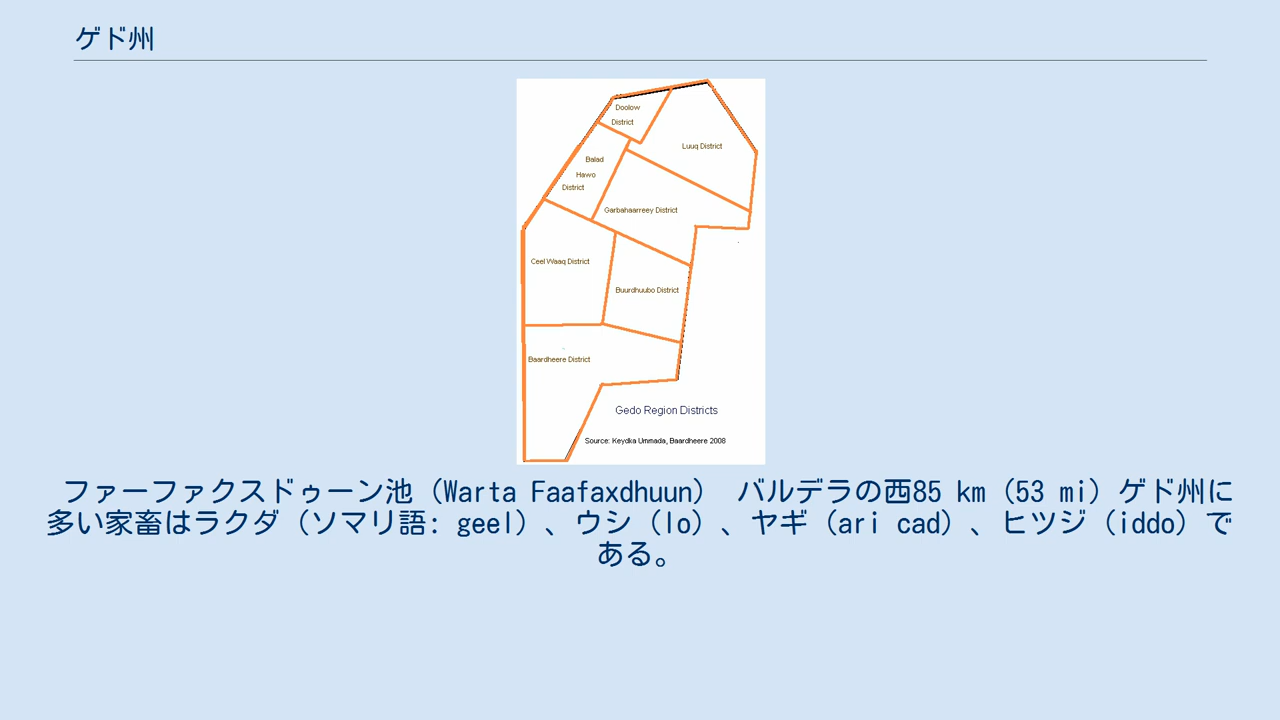 ゲド州
Doolow
District
Luuq District
Balad
Hawo
District
Garbahaarreey District
Ceel Waaq District
Buurdhuubo District
Baardheere District
Gedo Region Districts
Source: Keydka Ummada, Baardheere 2008
ファーファクスドゥーン池（Warta Faafaxdhuun） バルデラの西85 km（53 mi）ゲド州に
多い家畜はラクダ（ソマリ語: geel）、ウシ（lo）、ヤギ（ari cad）、ヒツジ（iddo）で
ある。